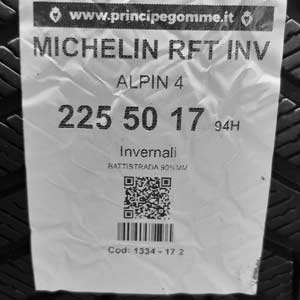 www.principegomme.it
MICHELIN RFT INV
ALPIN 4
225 50 17 94H
Invernali
BATTISTRADA 90%MM
Cod: 1334 - 17 2